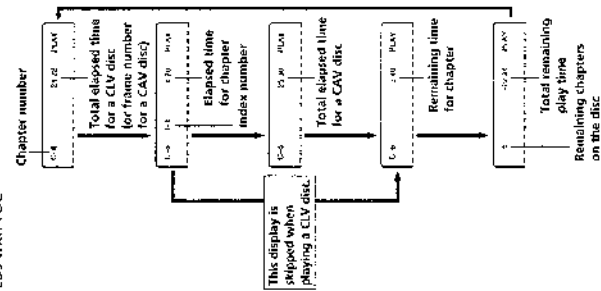 Chapter number
PLAY
Total elapsed time
for a CLV disc
(or frame number
for a CAV disc)
PLAY
Elapsed time
for chapter
Index number
PLAY
Total elapsed time
for a CAV disc
This display is
skipped when
playing a CLV disc.
PLAY
Remaining time
for chapter
PLAY
Total remaining
play time
Remaining chapters
on the disc